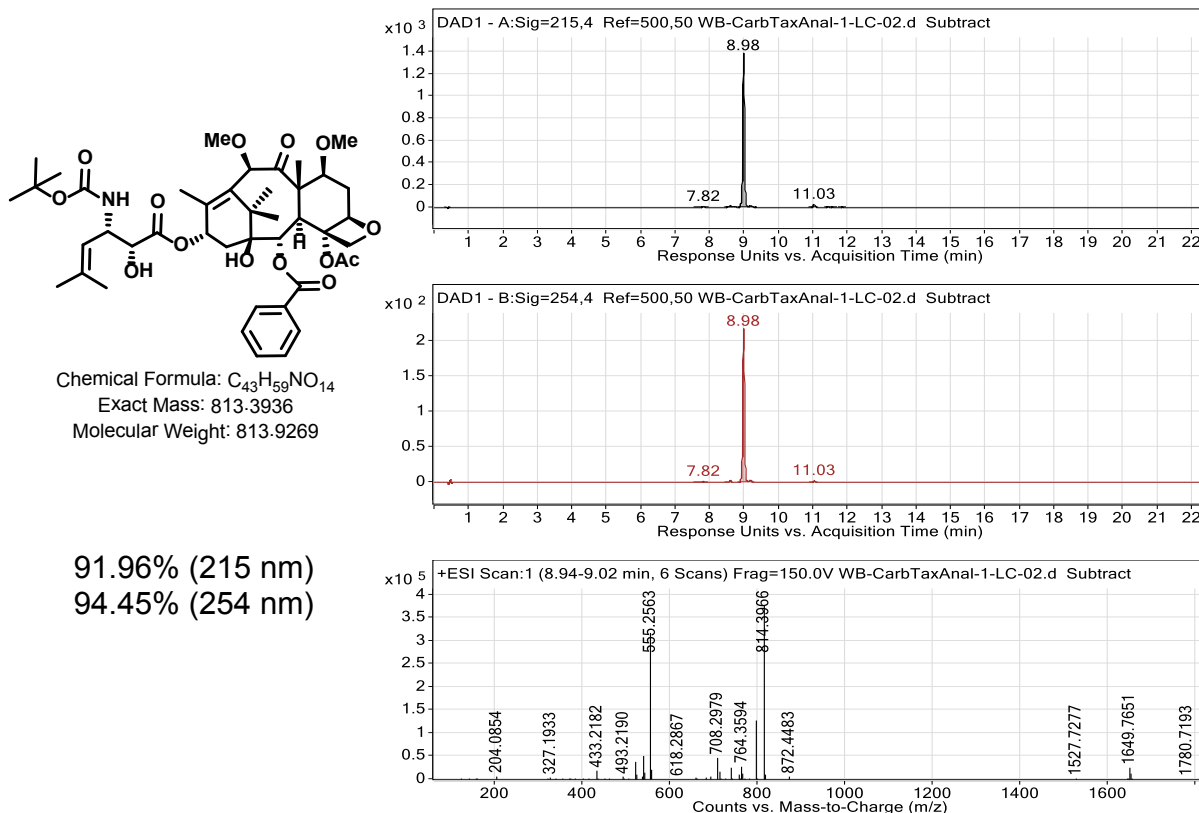 DAD1 - A:Sig=215,4 Ref=500,50 WB-CarbTaxAnal-1-LC-02.d Subtract
x10 3
1.4
1.2
1
0.8
0.6
0.4
0.2
0
7.82
8.98
11.03
1 2 3 4 5 6 7 8 9 10 11 12 13 14 15 16 17 18 19 20 21 22
Response Units vs. Acquisition Time (min)
MeO
O
OMe
O
O
NH
O
O
OH
HO
O
H
OAc
O
O
Chemical Formula: C43H59NO14
Exact Mass: 813.3936
Molecular Weight: 813.9269
DAD1 - B:Sig=254,4 Ref=500,50 WB-CarbTaxAnal-1-LC-02.d Subtract
x10 2
2
1.5
1
0.5
0
7.82
8.98
11.03
1 2 3 4 5 6 7 8 9 10 11 12 13 14 15 16 17 18 19 20 21 22
Response Units vs. Acquisition Time (min)
91.96% (215 nm)
94.45% (254 nm)
+ESI Scan:1 (8.94-9.02 min, 6 Scans) Frag=150.0V WB-CarbTaxAnal-1-LC-02.d Subtract
x10 5
4
3.5
3
2.5
2
1.5
1
0.5
0
204.0854
327.1933
433.2182
493.2190
555.2563
618.2867
708.2979
764.3594
814.3966
872.4483
1527.7277
1649.7651
1780.7193
200 400 600 800 1000 1200 1400 1600
Counts vs. Mass-to-Charge (m/z)